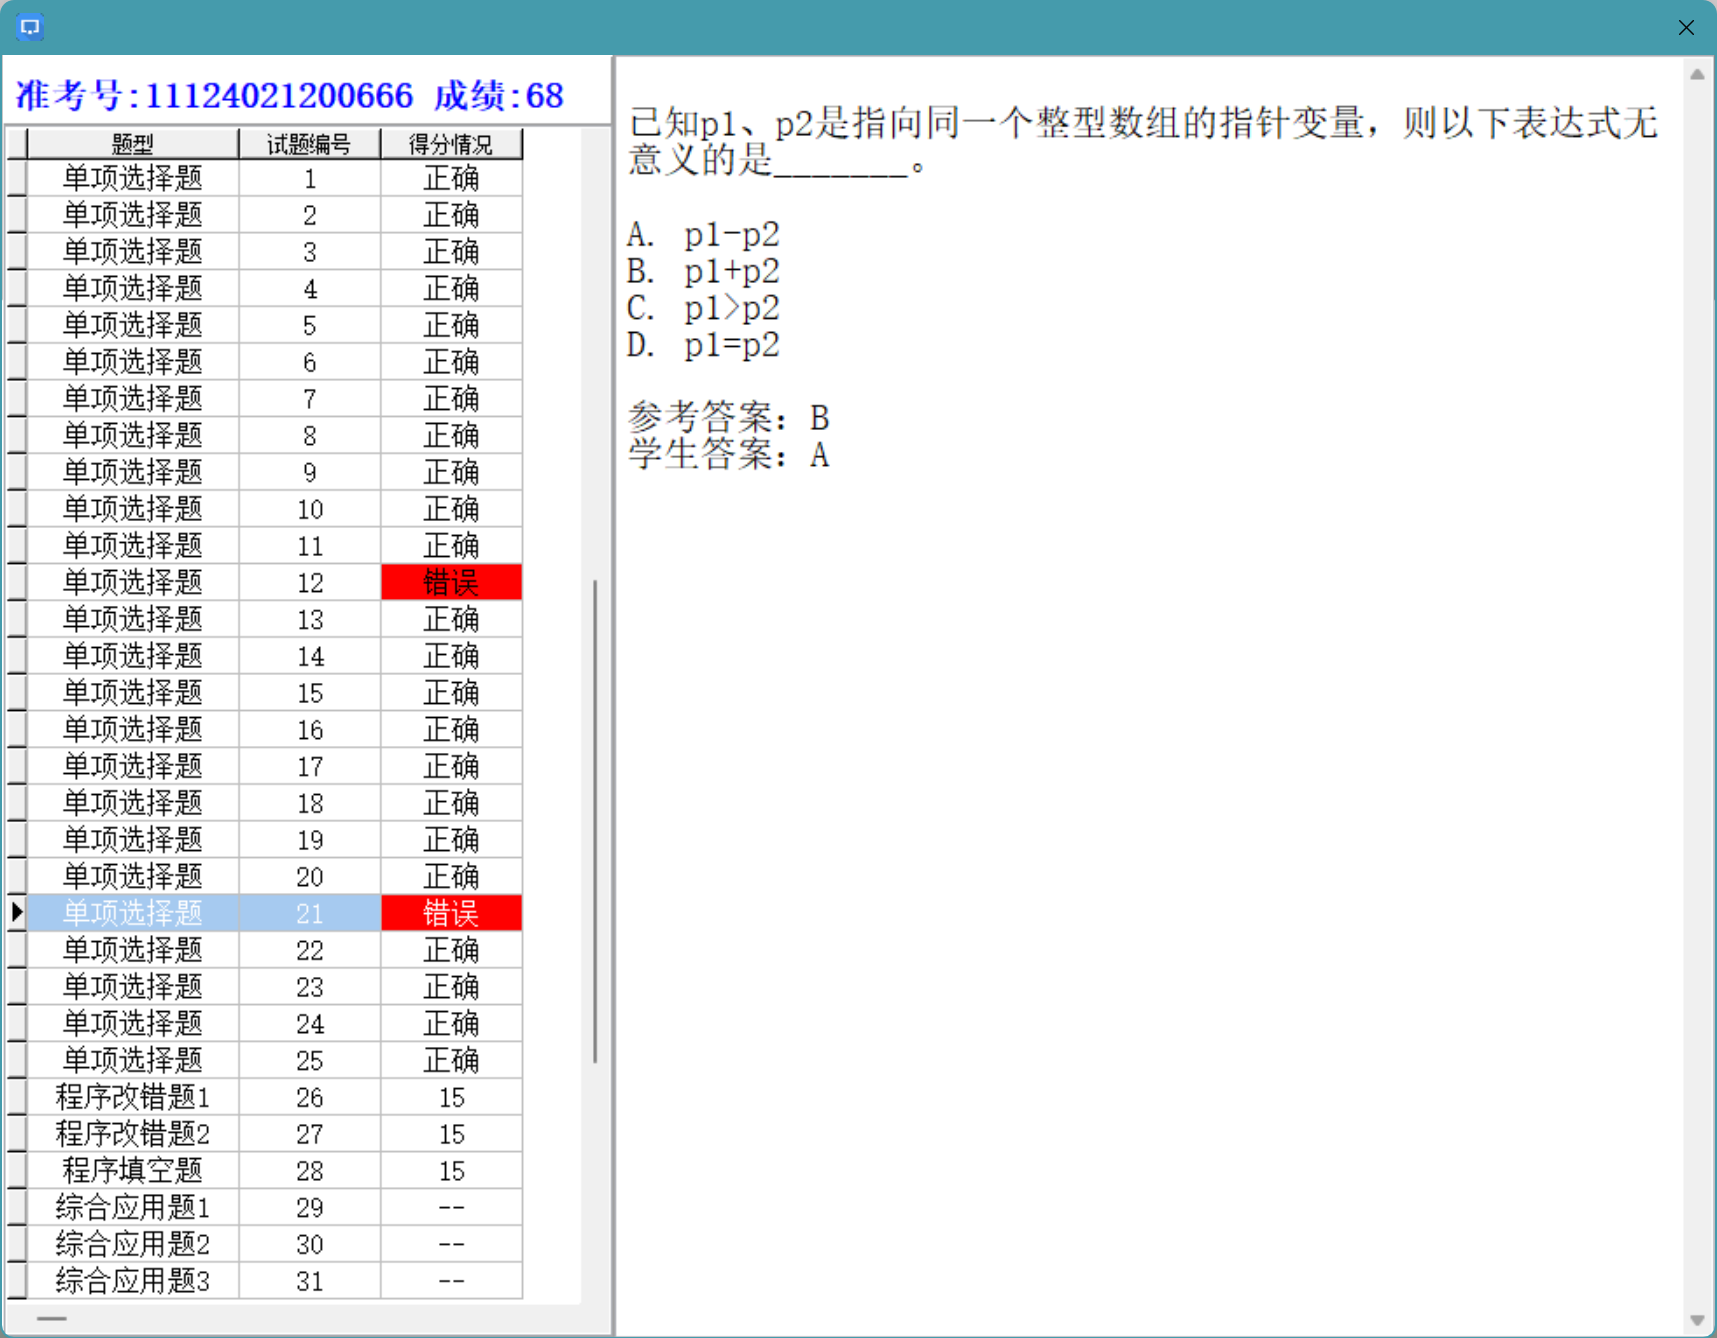 准考号:11124021200666 成绩:68
题型 试题编号 得分情况
单项选择题 1 正确
单项选择题 2 正确
单项选择题 3 正确
单项选择题 4 正确
单项选择题 5 正确
单项选择题 6 正确
单项选择题 7 正确
单项选择题 8 正确
单项选择题 9 正确
单项选择题 10 正确
单项选择题 11 正确
单项选择题 12 错误
单项选择题 13 正确
单项选择题 14 正确
单项选择题 15 正确
单项选择题 16 正确
单项选择题 17 正确
单项选择题 18 正确
单项选择题 19 正确
单项选择题 20 正确
单项选择题 21 错误
单项选择题 22 正确
单项选择题 23 正确
单项选择题 24 正确
单项选择题 25 正确
程序改错题1 26 15
程序改错题2 27 15
程序填空题 28 15
综合应用题1 29 --
综合应用题2 30 --
综合应用题3 31 --
已知p1、p2是指向同一个整型数组的指针变量，则以下表达式无
意义的是_______。
A. p1-p2
B. p1+p2
C. p1>p2
D. p1=p2
参考答案：B
学生答案：A